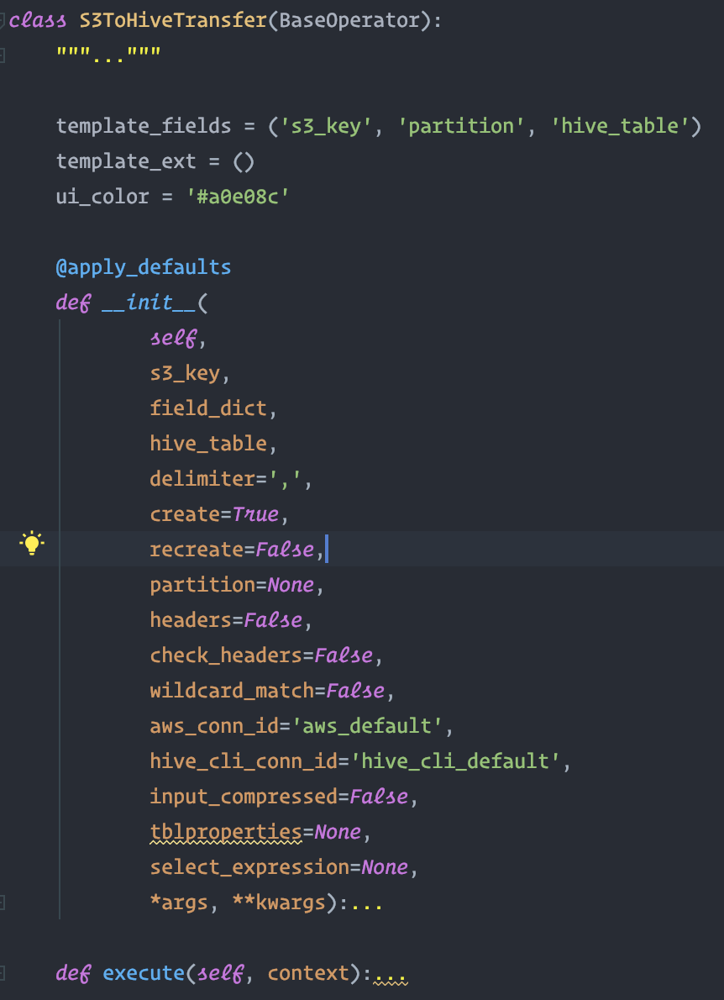 class S3ToHiveTransfer(BaseOperator):
    """..."""

    template_fields = ('s3_key', 'partition', 'hive_table')
    template_ext = ()
    ui_color = '#a0e08c'

    @apply_defaults
    def __init__(
            self,
            s3_key,
            field_dict,
            hive_table,
            delimiter=',',
            create=True,
            recreate=False,
            partition=None,
            headers=False,
            check_headers=False,
            wildcard_match=False,
            aws_conn_id='aws_default',
            hive_cli_conn_id='hive_cli_default',
            input_compressed=False,
            tblproperties=None,
            select_expression=None,
            *args, **kwargs):...

    def execute(self, context):...